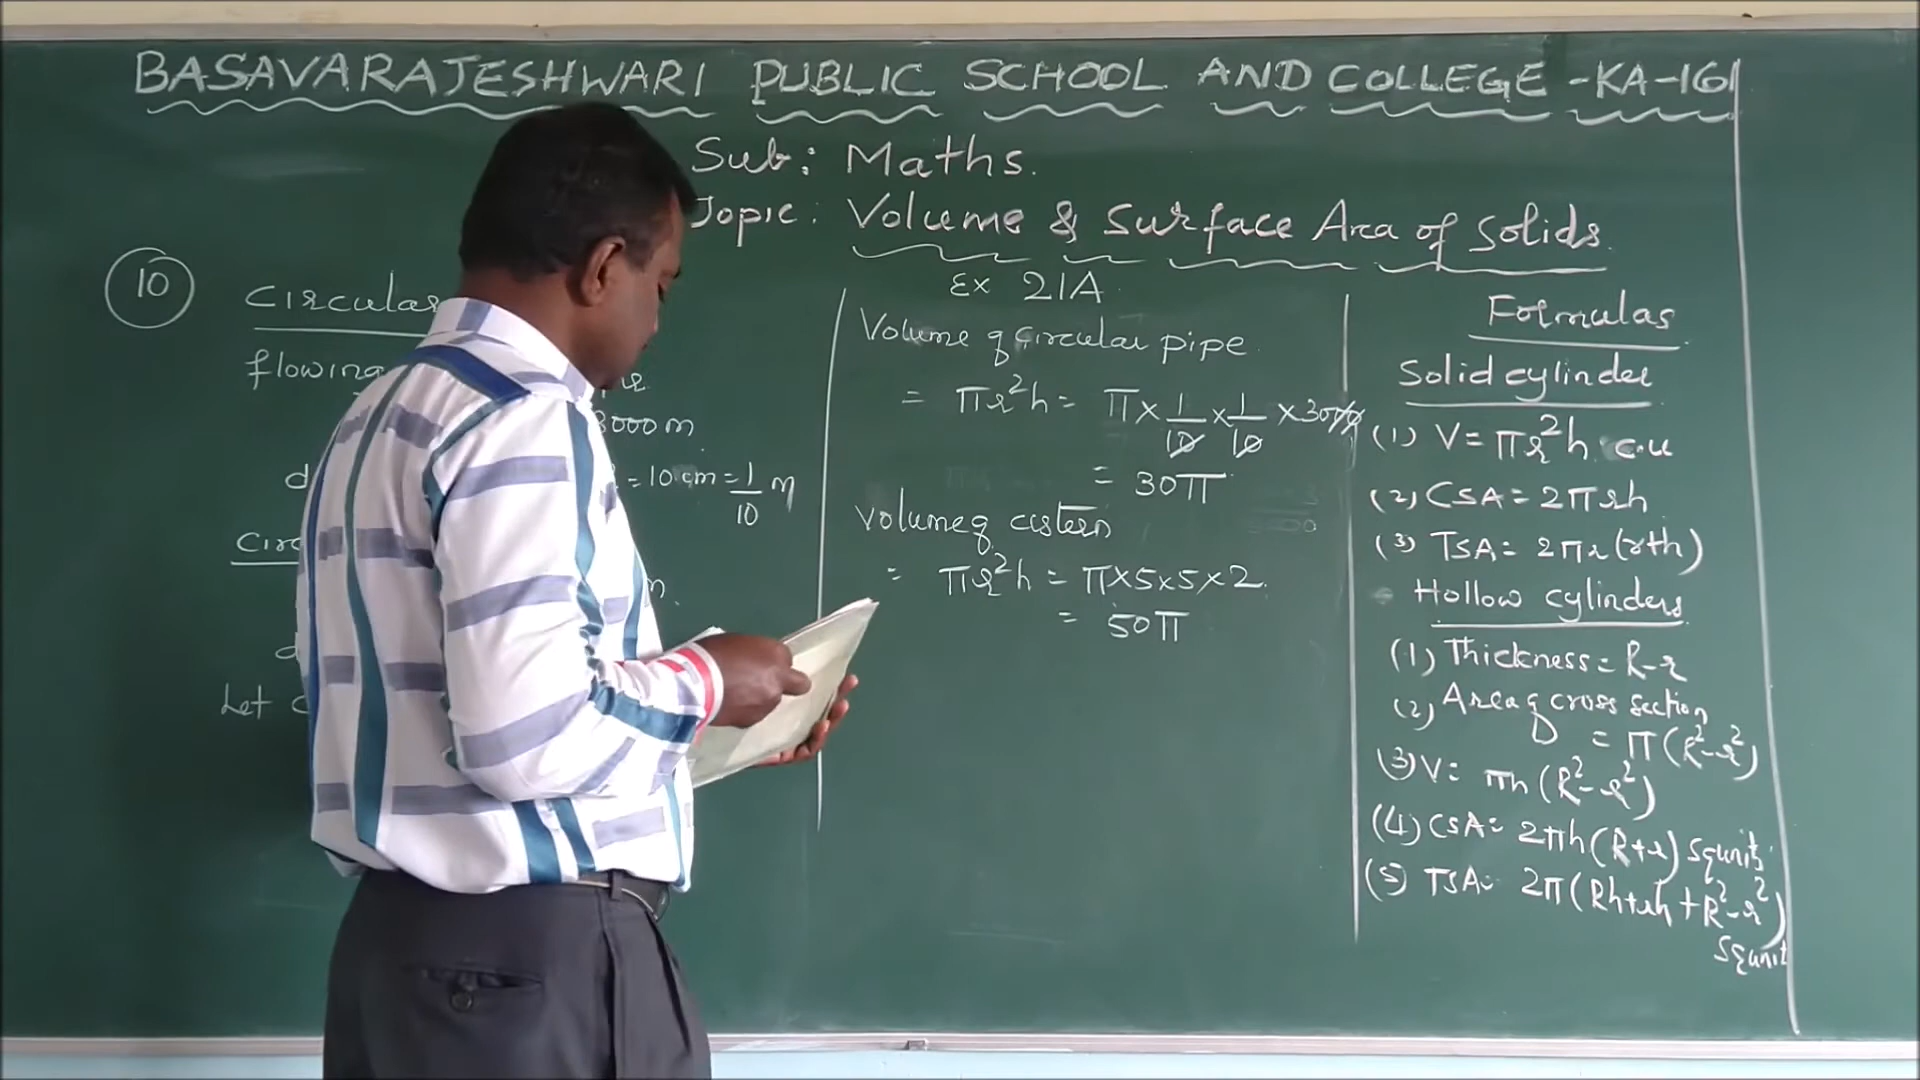 BASAVARAJESHWARI PUBLIC SCHOOL AND COLLEGE - KA-161
Sub: Maths.
Topic: Volume & Surface Area of Solids.
Ex 21A
(10) Circular
flowing
3000 m
= 10 cm = 1/10 m
m.
Let
Volume of circular pipe
= πr²h = π × 1/10 × 1/10 × 3000
= 30π
Volume of cistern
= πr²h = π×5×5×2
= 50π
Formulas
Solid cylinder
(1) V = πr²h c.u
(2) CSA = 2πrh
(3) TSA = 2πr(r+h)
Hollow cylinders
(1) Thickness = R-r
(2) Area of cross section
= π(R²-r²)
(3) V = πh(R²-r²)
(4) CSA = 2πh(R+r) Squnits
(5) TSA = 2π(Rh+rh+R²-r²)
Squnit